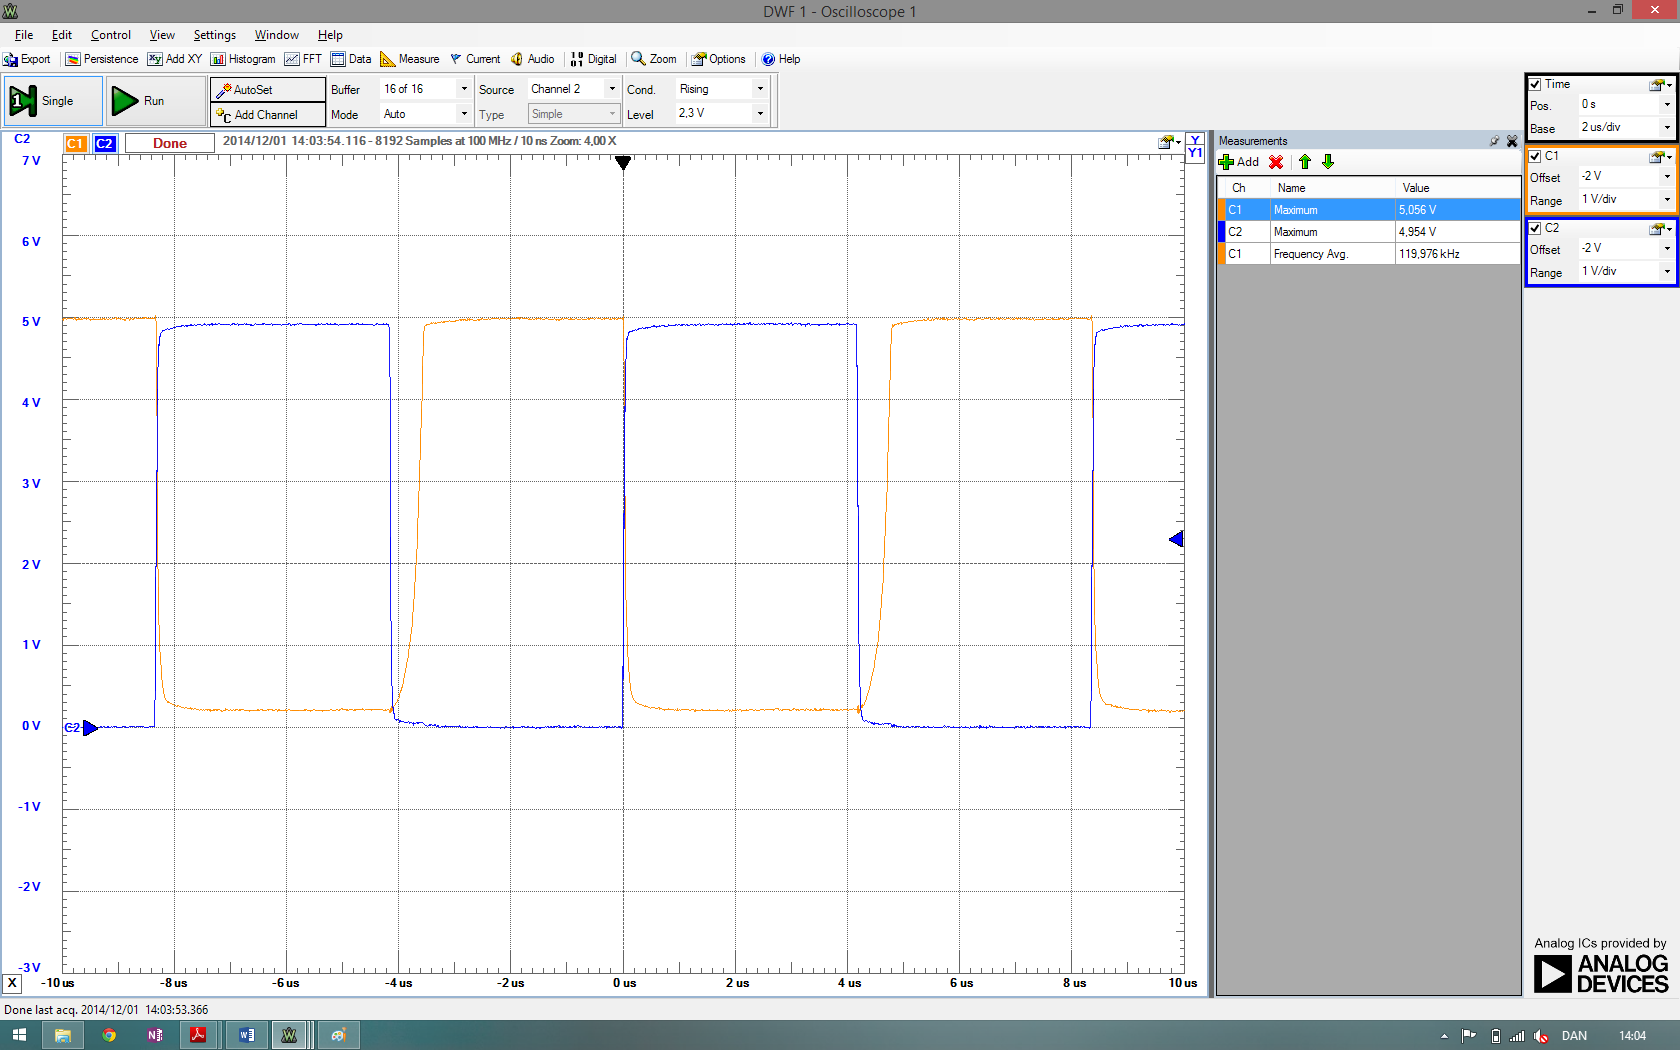 DWF 1 - Oscilloscope 1
File Edit Control View Settings Window Help
Export Persistence Add XY Histogram FFT Data Measure Current Audio Digital Zoom Options Help
Single Run AutoSet Buffer 16 of 16 Source Channel 2 Cond. Rising
Add Channel Mode Auto Type Simple Level 2,3 V
C2 C1 C2 Done 2014/12/01 14:03:54.116 - 8192 Samples at 100 MHz / 10 ns Zoom: 4,00 X
Y
Y1
7 V
6 V
5 V
4 V
3 V
2 V
1 V
0 V
-1 V
-2 V
-3 V
C2
X -10 us -8 us -6 us -4 us -2 us 0 us 2 us 4 us 6 us 8 us 10 us
Measurements
Add
Ch Name Value
C1 Maximum 5,056 V
C2 Maximum 4,954 V
C1 Frequency Avg. 119,976 kHz
Time
Pos. 0 s
Base 2 us/div
C1
Offset -2 V
Range 1 V/div
C2
Offset -2 V
Range 1 V/div
Analog ICs provided by
ANALOG
DEVICES
Done last acq. 2014/12/01 14:03:53.366
DAN 14:04